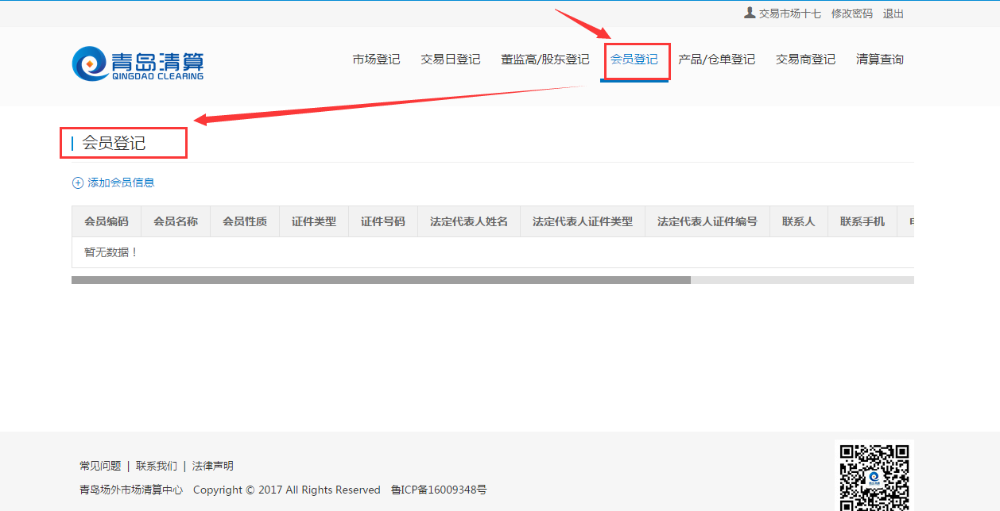 交易市场十七 修改密码 退出
青岛清算
QINGDAO CLEARING
市场登记 交易日登记 董监高/股东登记 会员登记 产品/仓单登记 交易商登记 清算查询
会员登记
添加会员信息
会员编码 会员名称 会员性质 证件类型 证件号码 法定代表人姓名 法定代表人证件类型 法定代表人证件编号 联系人 联系手机
暂无数据！
常见问题 | 联系我们 | 法律声明
青岛场外市场清算中心 Copyright © 2017 All Rights Reserved 鲁ICP备16009348号